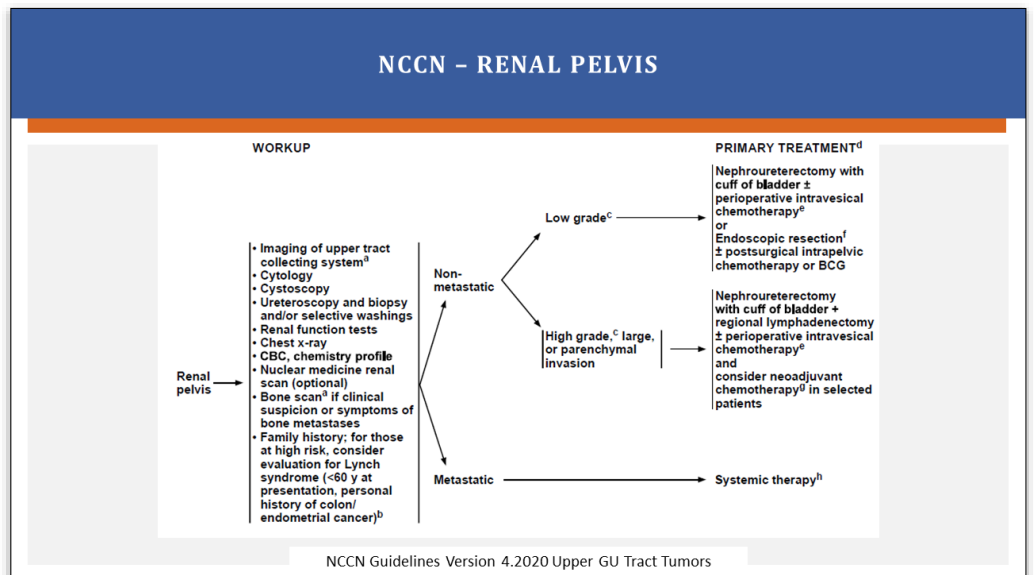 NCCN – RENAL PELVIS
WORKUP
PRIMARY TREATMENTd
Renal
pelvis
• Imaging of upper tract
collecting systema
• Cytology
• Cystoscopy
• Ureteroscopy and biopsy
and/or selective washings
• Renal function tests
• Chest x-ray
• CBC, chemistry profile
• Nuclear medicine renal
scan (optional)
• Bone scana if clinical
suspicion or symptoms of
bone metastases
• Family history; for those
at high risk, consider
evaluation for Lynch
syndrome (<60 y at
presentation, personal
history of colon/
endometrial cancer)b
Non-
metastatic
Low gradec
Nephroureterectomy with
cuff of bladder ±
perioperative intravesical
chemotherapye
or
Endoscopic resectionf
± postsurgical intrapelvic
chemotherapy or BCG
High grade,c large,
or parenchymal
invasion
Nephroureterectomy
with cuff of bladder +
regional lymphadenectomy
± perioperative intravesical
chemotherapye
and
consider neoadjuvant
chemotherapyg in selected
patients
Metastatic
Systemic therapyh
NCCN Guidelines Version 4.2020 Upper GU Tract Tumors